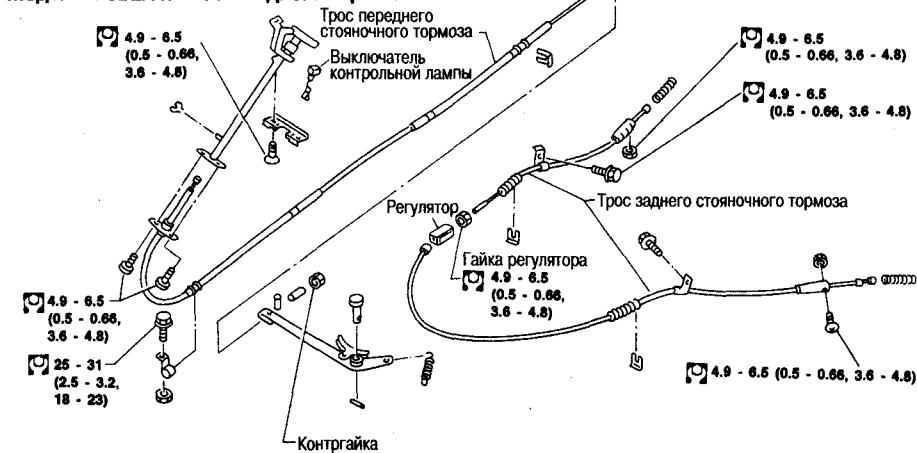 Трос переднего
стояночного тормоза
4.9 - 6.5
(0.5 - 0.66,
3.6 - 4.8)
Выключатель
контрольной лампы
4.9 - 6.5
(0.5 - 0.66, 3.6 - 4.8)
4.9 - 6.5
(0.5 - 0.66, 3.6 - 4.8)
Регулятор
Трос заднего стояночного тормоза
Гайка регулятора
4.9 - 6.5
(0.5 - 0.66,
3.6 - 4.8)
4.9 - 6.5
(0.5 - 0.66,
3.6 - 4.8)
25 - 31
(2.5 - 3.2,
18 - 23)
4.9 - 6.5 (0.5 - 0.66, 3.6 - 4.8)
Контргайка